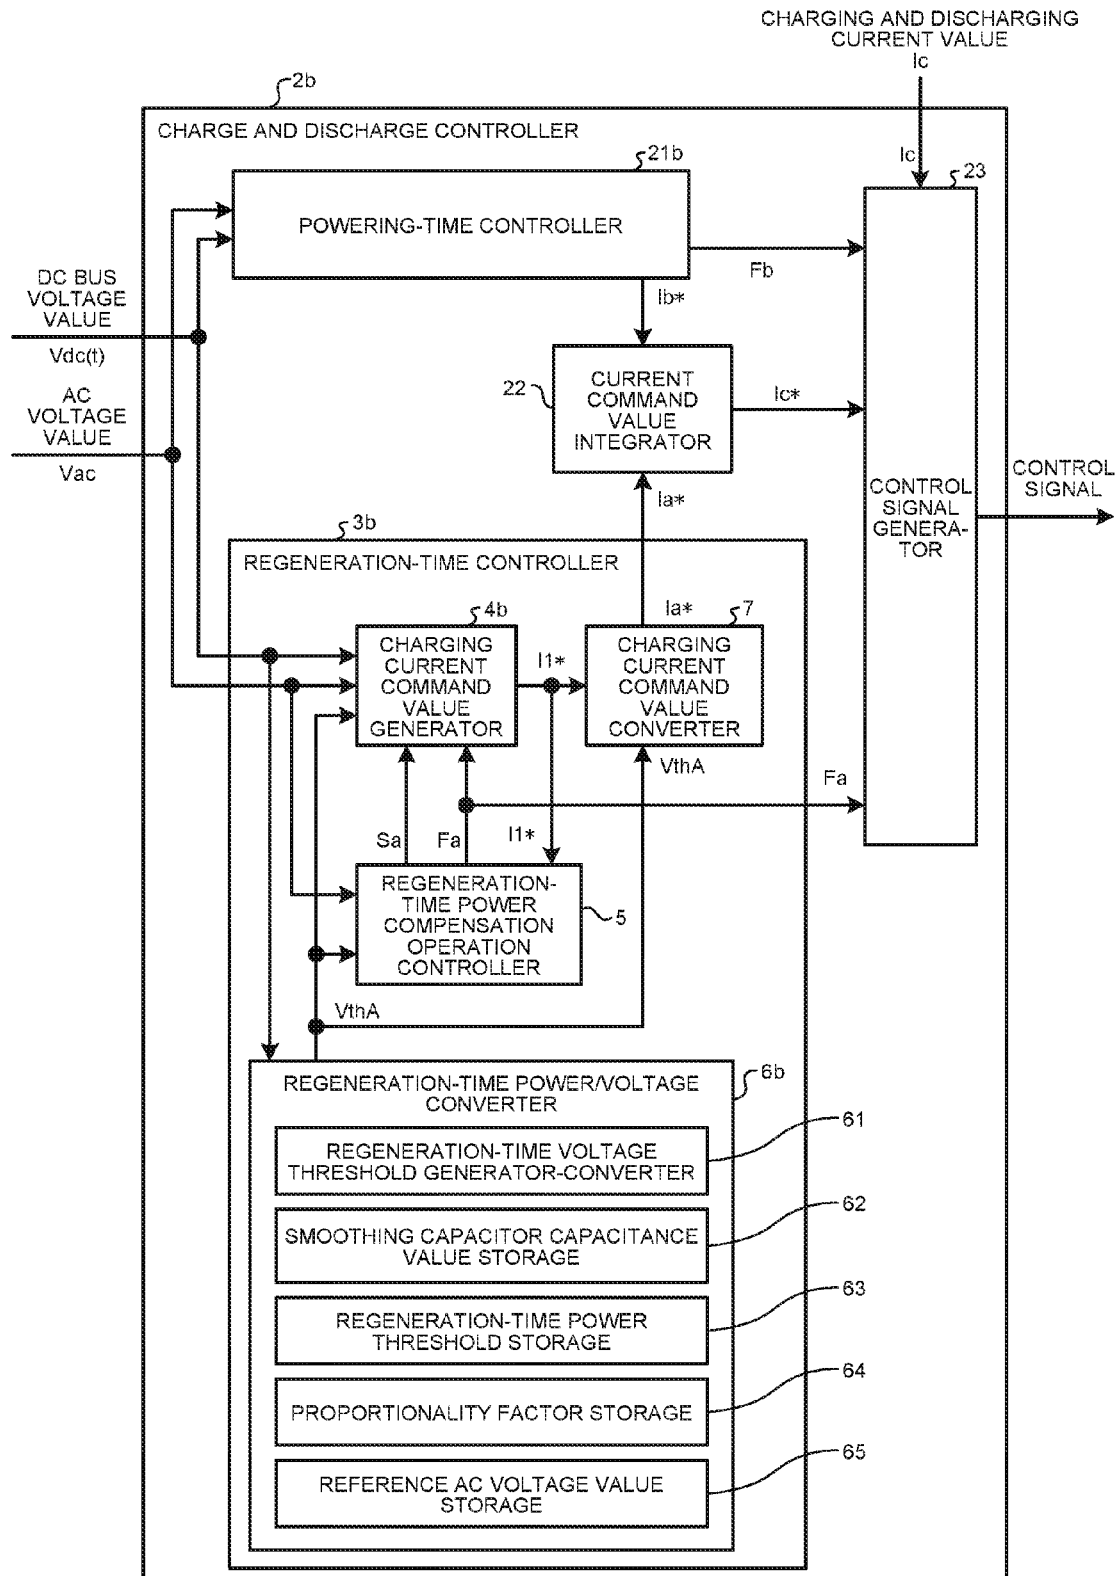 CHARGING AND DISCHARGING
CURRENT VALUE
Ic
2b
CHARGE AND DISCHARGE CONTROLLER
Ic
21b
23
POWERING-TIME CONTROLLER
Fb
DC BUS
VOLTAGE
VALUE
Vdc(t)
Ib*
22
CURRENT
COMMAND
VALUE
INTEGRATOR
Ic*
AC
VOLTAGE
VALUE
Vac
Ia*
CONTROL
SIGNAL
GENERA-
TOR
CONTROL
SIGNAL
3b
REGENERATION-TIME CONTROLLER
4b
Ia*
7
CHARGING
CURRENT
COMMAND
VALUE
GENERATOR
I1*
CHARGING
CURRENT
COMMAND
VALUE
CONVERTER
VthA
Fa
Sa
Fa
I1*
REGENERATION-
TIME POWER
COMPENSATION
OPERATION
CONTROLLER
5
VthA
REGENERATION-TIME POWER/VOLTAGE
CONVERTER
6b
REGENERATION-TIME VOLTAGE
THRESHOLD GENERATOR-CONVERTER
61
SMOOTHING CAPACITOR CAPACITANCE
VALUE STORAGE
62
REGENERATION-TIME POWER
THRESHOLD STORAGE
63
PROPORTIONALITY FACTOR STORAGE
64
REFERENCE AC VOLTAGE VALUE
STORAGE
65